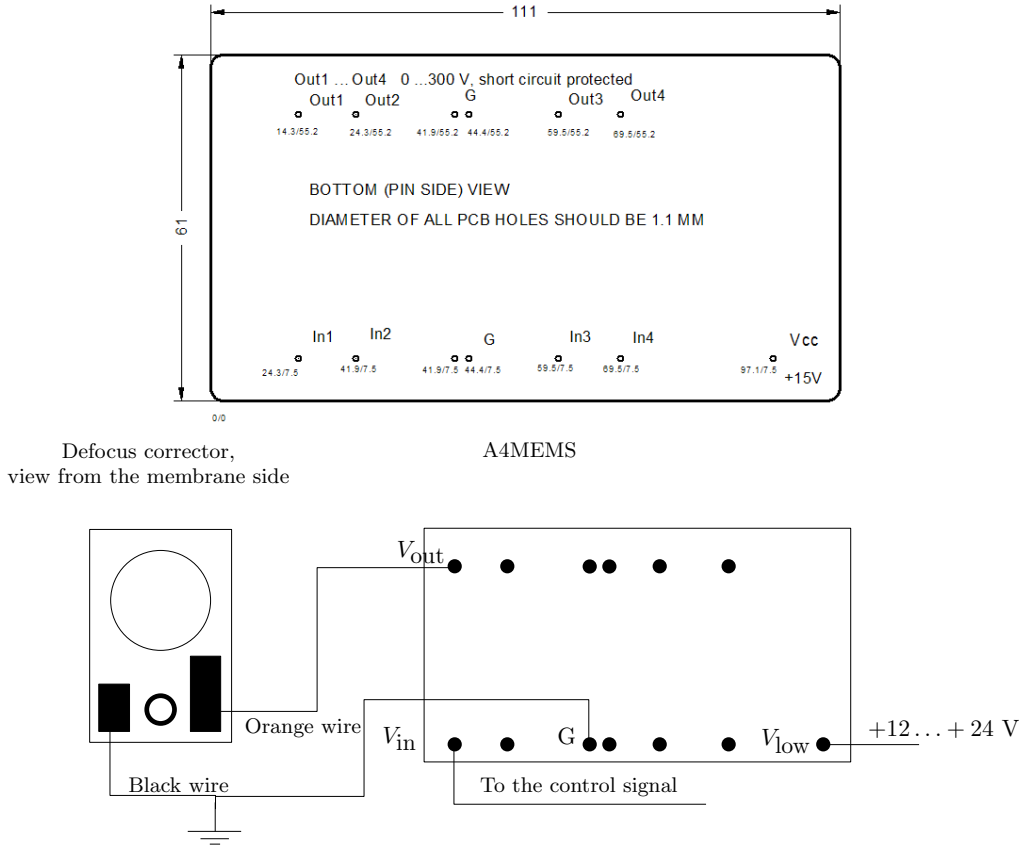 111
61
Out1 ... Out4 0 ...300 V, short circuit protected
Out1 Out2 G Out3 Out4
14.3/55.2 24.3/55.2 41.9/55.2 44.4/55.2 59.5/55.2 69.5/55.2
BOTTOM (PIN SIDE) VIEW
DIAMETER OF ALL PCB HOLES SHOULD BE 1.1 MM
In1 In2 G In3 In4 Vcc
24.3/7.5 41.9/7.5 41.9/7.5 44.4/7.5 59.5/7.5 69.5/7.5 97.1/7.5 +15V
0/0
Defocus corrector,
view from the membrane side
A4MEMS
Vout
Orange wire
Vin G Vlow +12...+24 V
Black wire
To the control signal